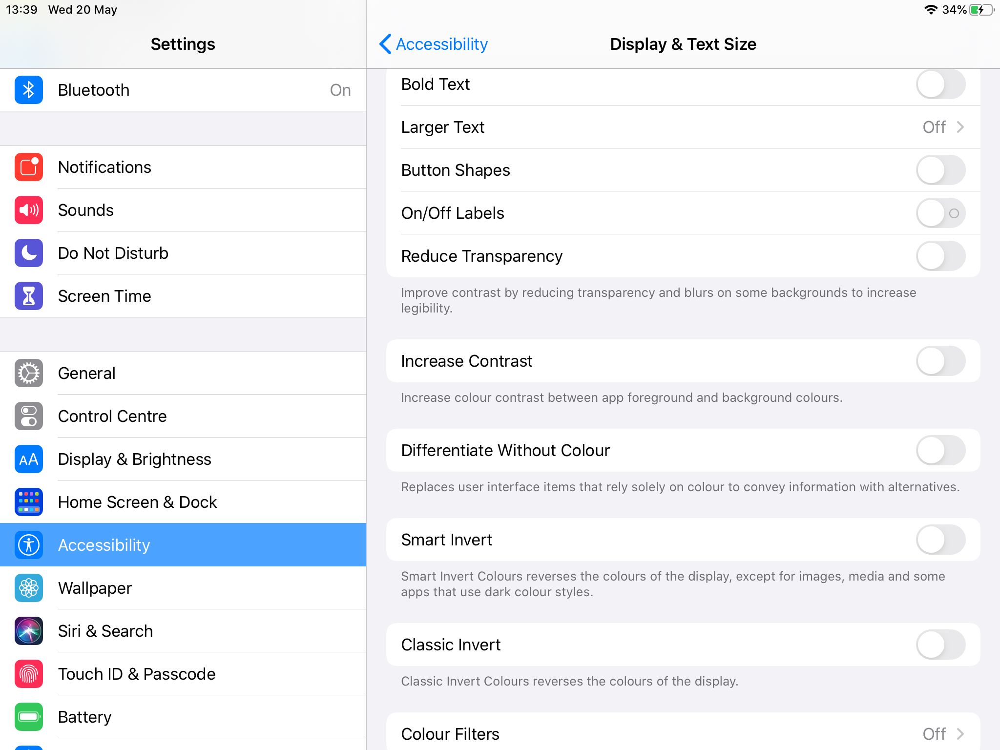 13:39 Wed 20 May
34%
Settings
Bluetooth On
Notifications
Sounds
Do Not Disturb
Screen Time
General
Control Centre
AA Display & Brightness
Home Screen & Dock
Accessibility
Wallpaper
Siri & Search
Touch ID & Passcode
Battery
Accessibility
Display & Text Size
Bold Text
Larger Text Off
Button Shapes
On/Off Labels
Reduce Transparency
Improve contrast by reducing transparency and blurs on some backgrounds to increase
legibility.
Increase Contrast
Increase colour contrast between app foreground and background colours.
Differentiate Without Colour
Replaces user interface items that rely solely on colour to convey information with alternatives.
Smart Invert
Smart Invert Colours reverses the colours of the display, except for images, media and some
apps that use dark colour styles.
Classic Invert
Classic Invert Colours reverses the colours of the display.
Colour Filters Off